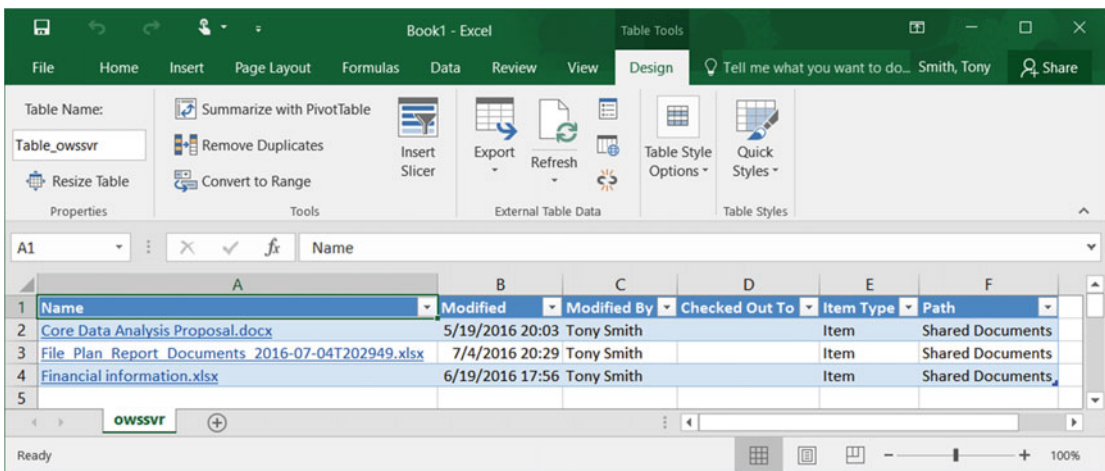 Book1 - Excel
Table Tools
File Home Insert Page Layout Formulas Data Review View Design Tell me what you want to do... Smith, Tony Share
Table Name:
Table_owssvr
Resize Table
Properties
Summarize with PivotTable
Remove Duplicates
Convert to Range
Tools
Insert
Slicer
Export
Refresh
External Table Data
Table Style
Options
Quick
Styles
Table Styles
A1 fx Name
A B C D E F
1 Name Modified Modified By Checked Out To Item Type Path
2 Core Data Analysis Proposal.docx 5/19/2016 20:03 Tony Smith Item Shared Documents
3 File_Plan_Report_Documents_2016-07-04T202949.xlsx 7/4/2016 20:29 Tony Smith Item Shared Documents
4 Financial information.xlsx 6/19/2016 17:56 Tony Smith Item Shared Documents
5
owssvr
Ready 100%